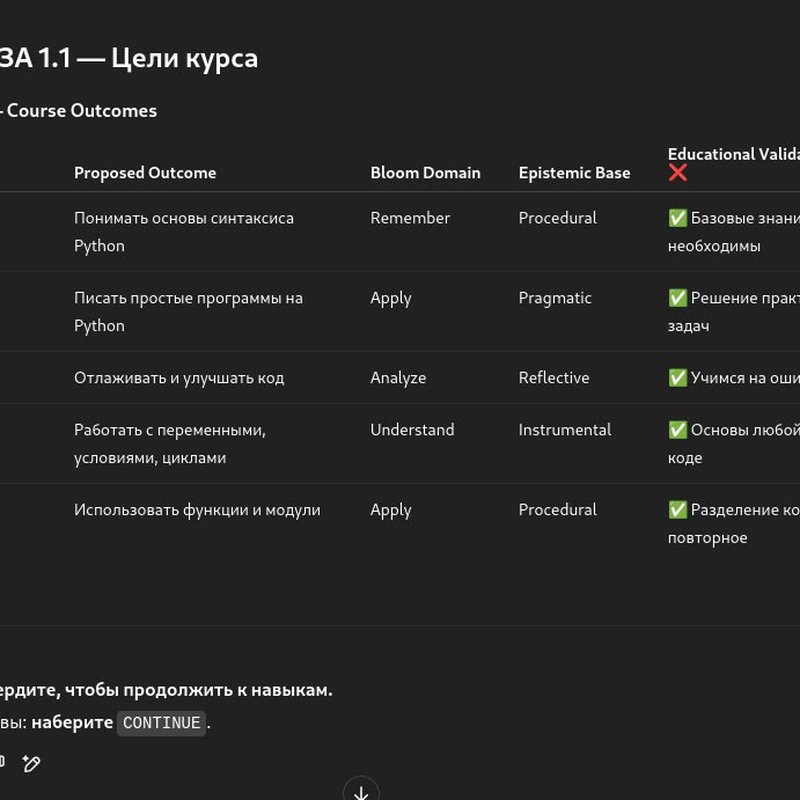 ЗА 1.1 — Цели курса
- Course Outcomes
Educational Valida
Proposed Outcome Bloom Domain Epistemic Base ❌
Понимать основы синтаксиса Remember Procedural ✅ Базовые знани
Python необходимы
Писать простые программы на Apply Pragmatic ✅ Решение практ
Python задач
Отлаживать и улучшать код Analyze Reflective ✅ Учимся на оши
Работать с переменными, Understand Instrumental ✅ Основы любой
условиями, циклами коде
Использовать функции и модули Apply Procedural ✅ Разделение ко
повторное
ердите, чтобы продолжить к навыкам.
вы: наберите CONTINUE.